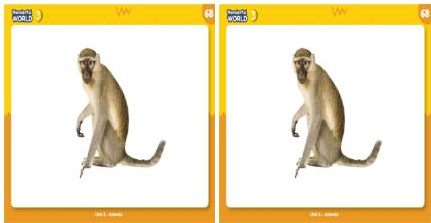 Wonderful
WORLD
68
Unit 2 - Animals
Wonderful
WORLD
68
Unit 2 - Animals